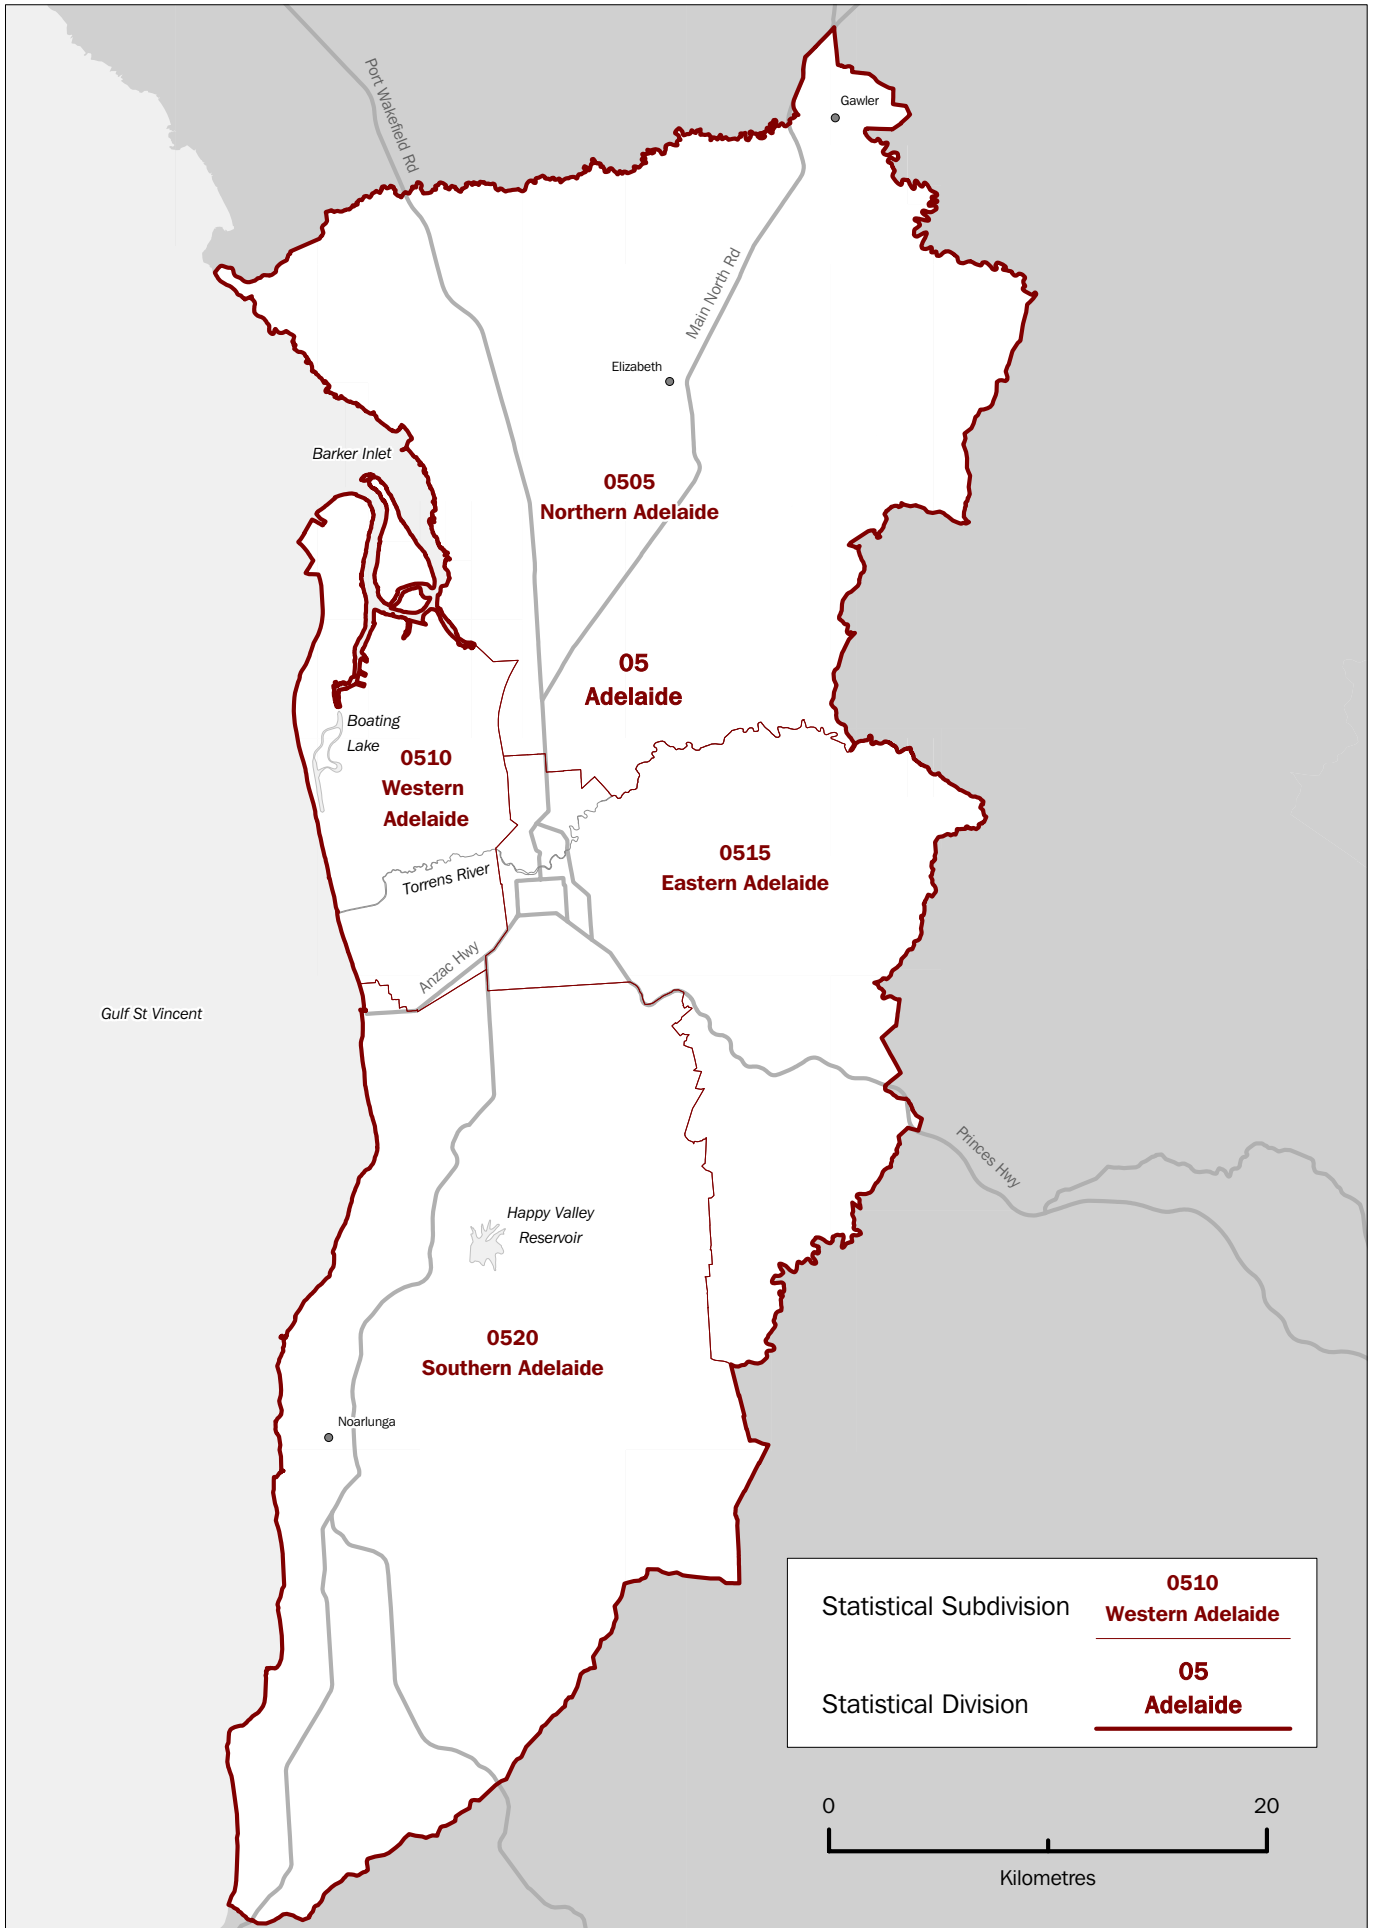 Port Wakefield Rd
Gawler
Main North Rd
Elizabeth
Barker Inlet
0505
Northern Adelaide
05
Adelaide
Boating
Lake
0510
Western
Adelaide
0515
Eastern Adelaide
Torrens River
Anzac Hwy
Gulf St Vincent
Princes Hwy
Happy Valley
Reservoir
0520
Southern Adelaide
Noarlunga
Statistical Subdivision
0510
Western Adelaide
Statistical Division
05
Adelaide
0 20
Kilometres